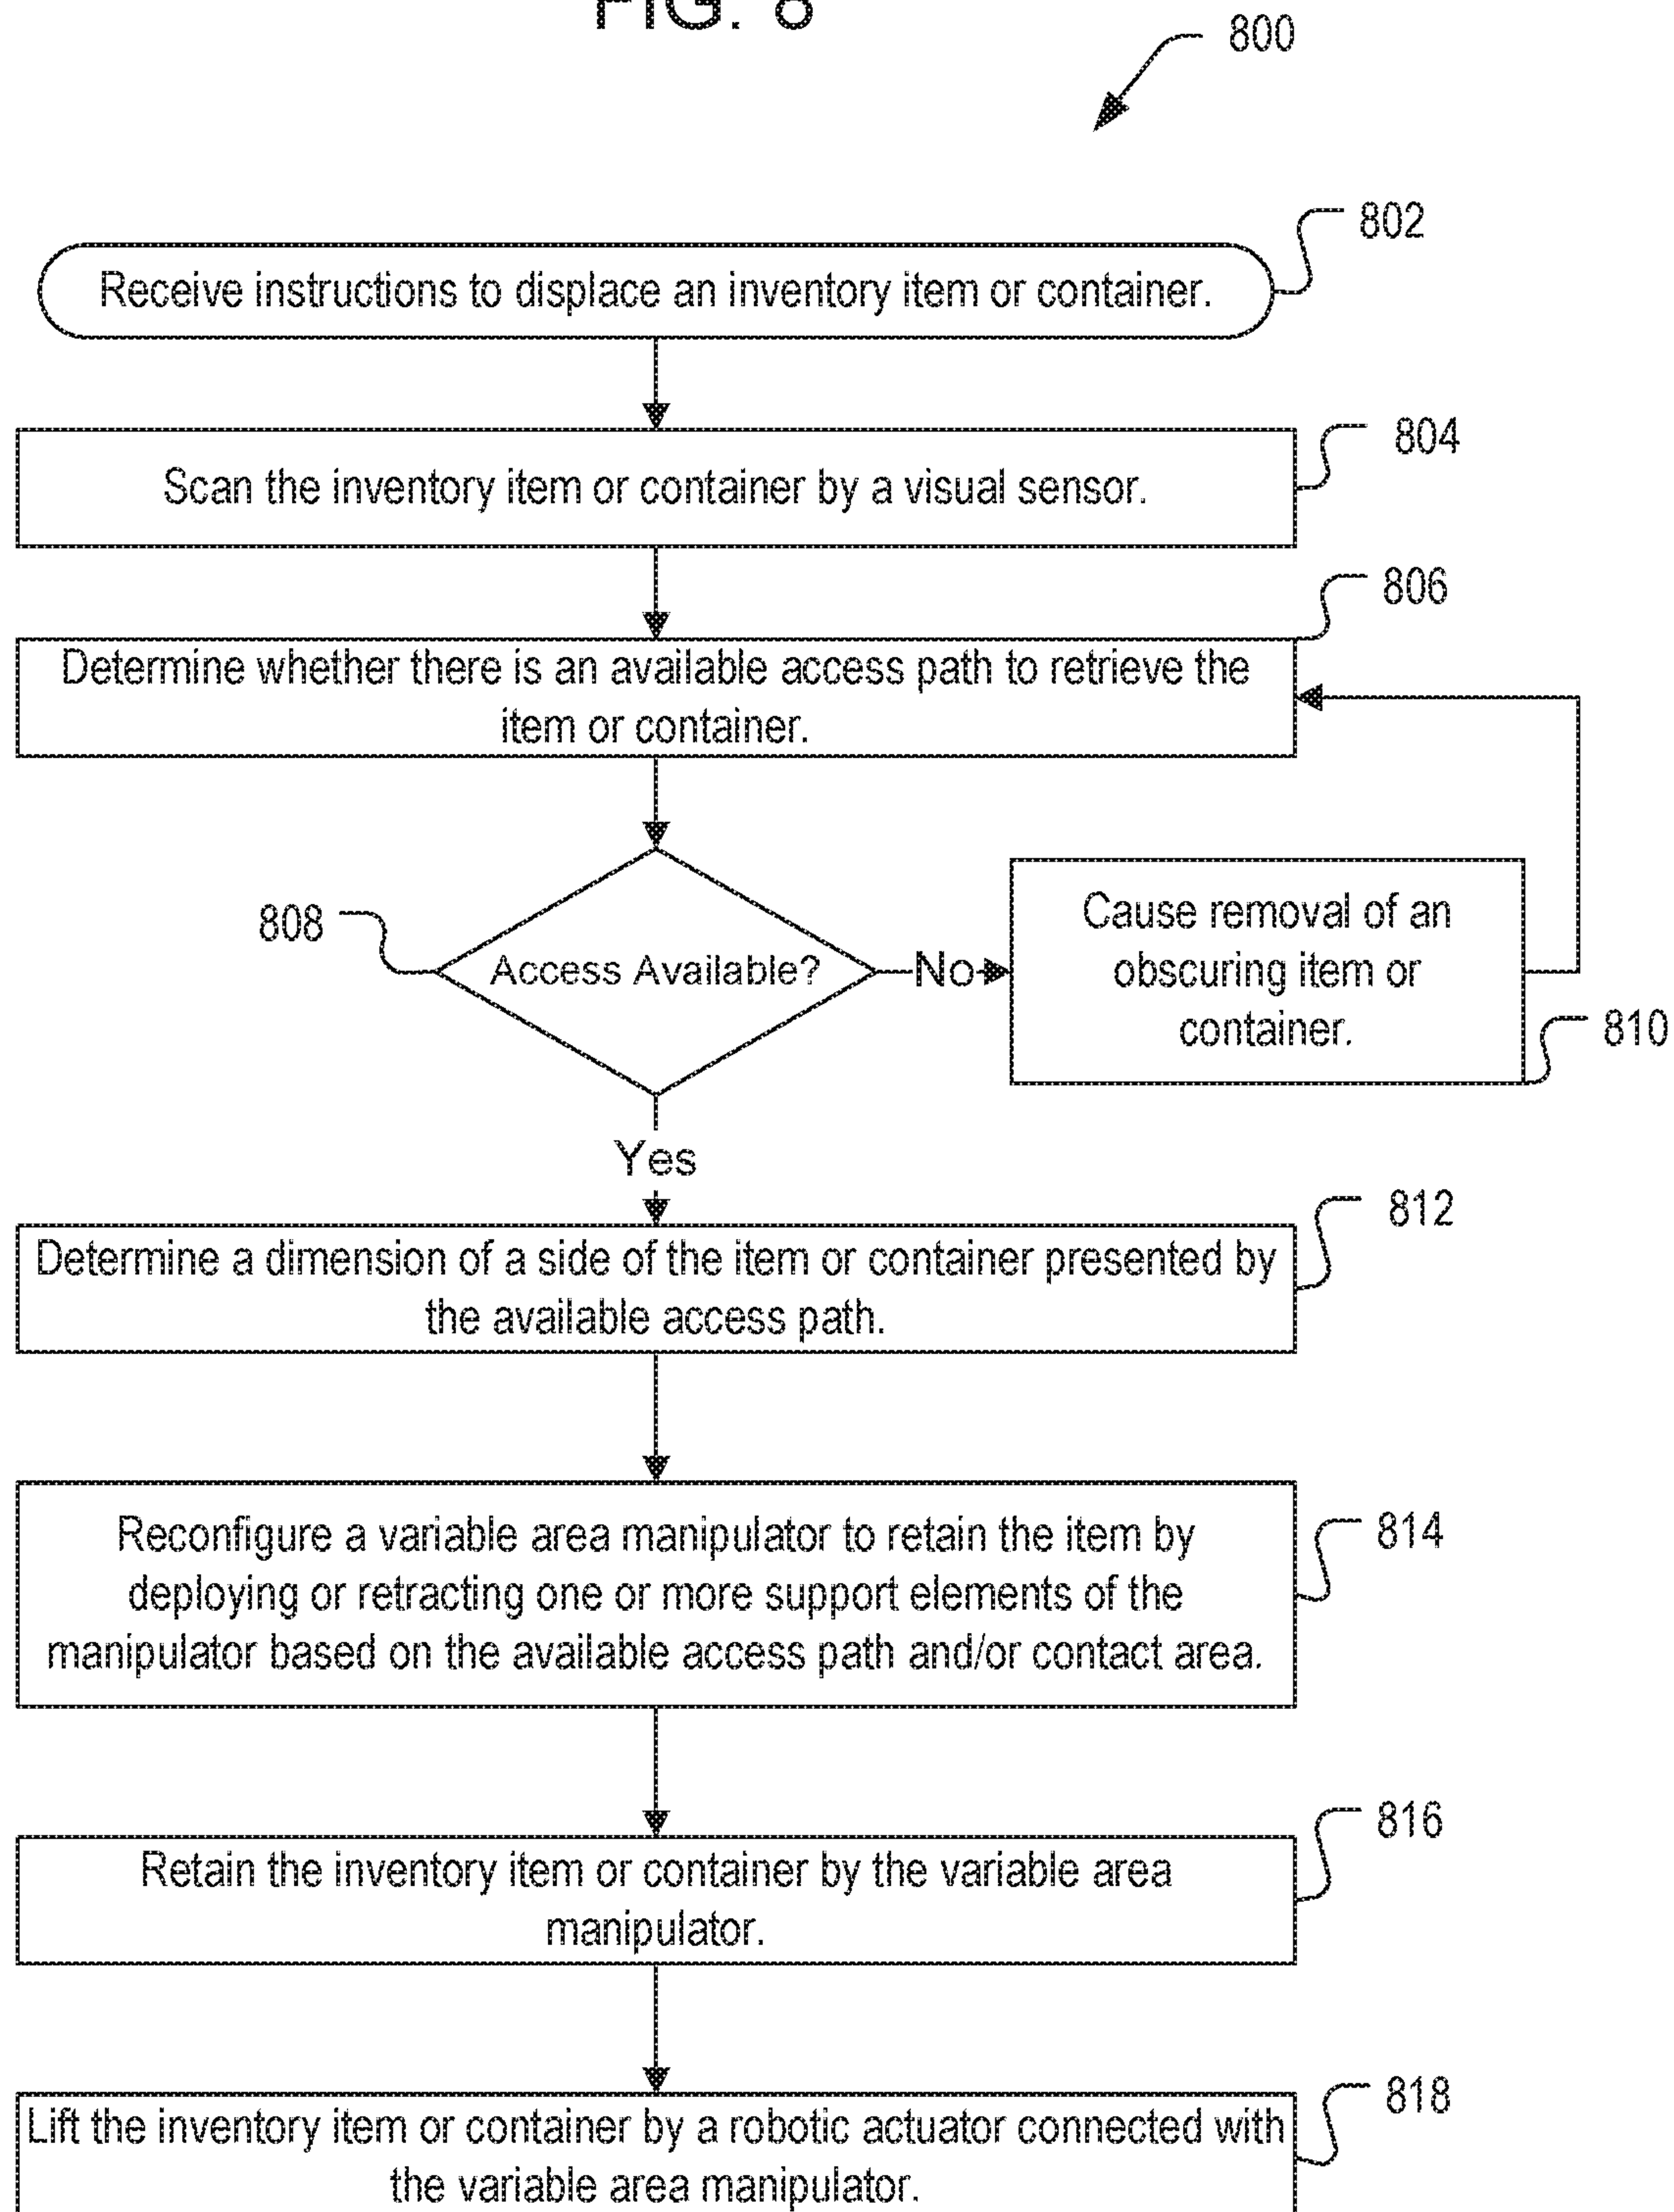 FIG. 8
800
802
Receive instructions to displace an inventory item or container.
804
Scan the inventory item or container by a visual sensor.
806
Determine whether there is an available access path to retrieve the
item or container.
808
Access Available?
No
Cause removal of an
obscuring item or
container.
810
Yes
812
Determine a dimension of a side of the item or container presented by
the available access path.
814
Reconfigure a variable area manipulator to retain the item by
deploying or retracting one or more support elements of the
manipulator based on the available access path and/or contact area.
816
Retain the inventory item or container by the variable area
manipulator.
818
Lift the inventory item or container by a robotic actuator connected with
the variable area manipulator.